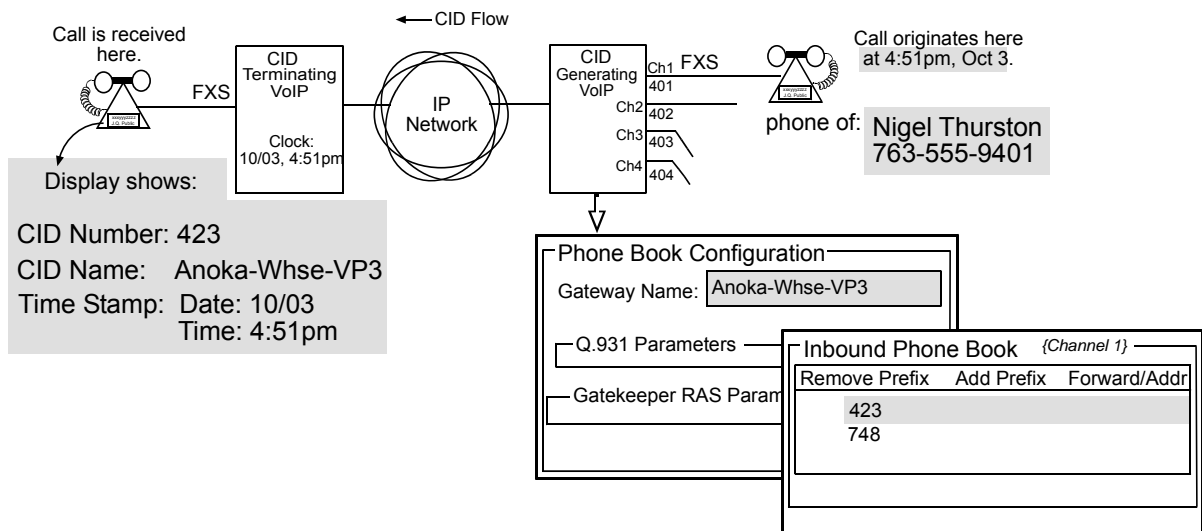 CID Flow
Call is received
here.
FXS
CID
Terminating
VoIP
Clock:
10/03, 4:51pm
IP
Network
CID
Generating
VoIP
Ch1
FXS
401
Ch2
402
Ch3
403
Ch4
404
Call originates here
at 4:51pm, Oct 3.
phone of:
Nigel Thurston
763-555-9401
J.Q. Public
J.Q. Public
Display shows:
CID Number: 423
CID Name: Anoka-Whse-VP3
Time Stamp: Date: 10/03
Time: 4:51pm
Phone Book Configuration
Gateway Name: Anoka-Whse-VP3
Q.931 Parameters
Gatekeeper RAS Param
Inbound Phone Book {Channel 1}
Remove Prefix Add Prefix Forward/Addr
423
748